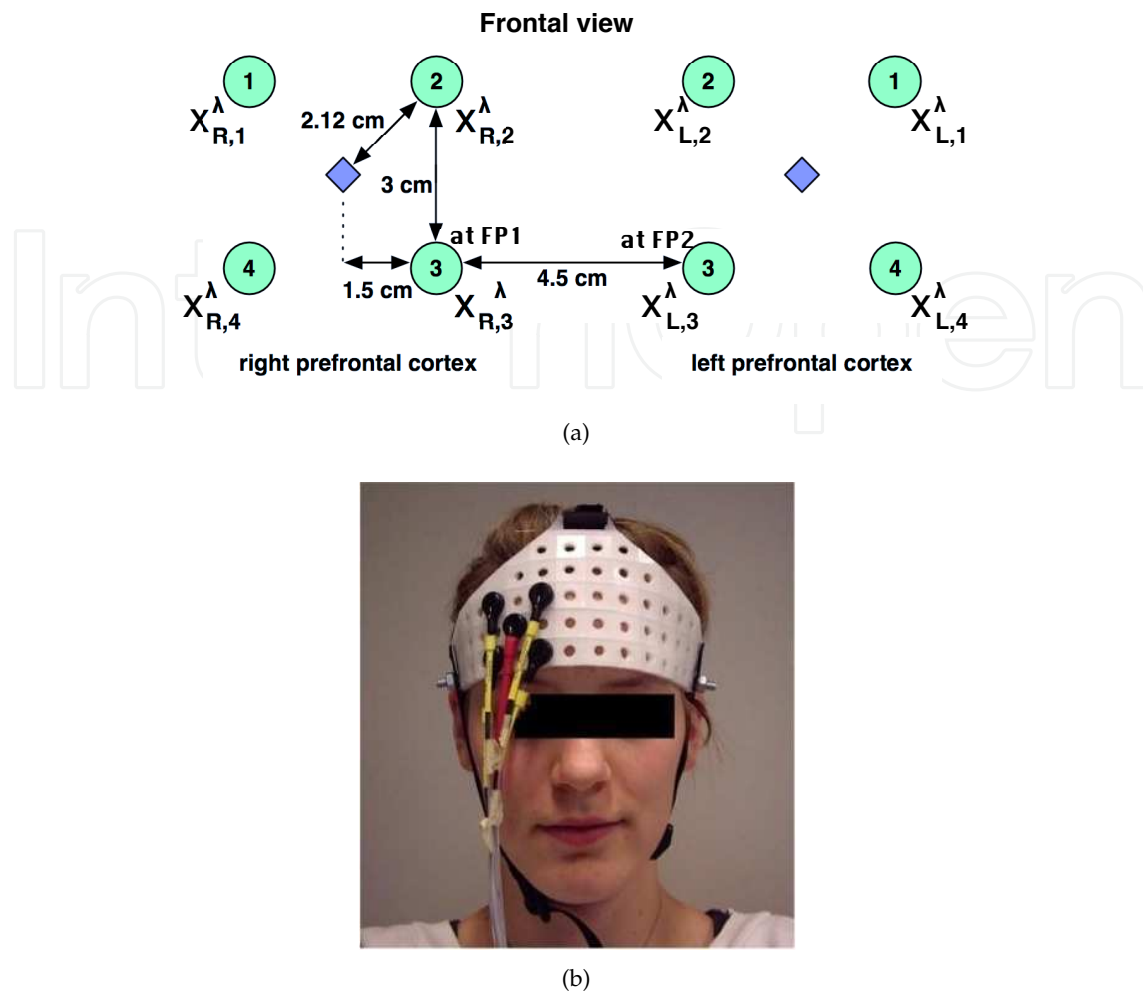 Frontal view
1 2 2 1
X^λ_R,1 2.12 cm X^λ_R,2 X^λ_L,2 X^λ_L,1
3 cm
at FP1 at FP2
4 3 3 4
1.5 cm 4.5 cm
X^λ_R,4 X^λ_R,3 X^λ_L,3 X^λ_L,4
right prefrontal cortex left prefrontal cortex
(a)
(b)